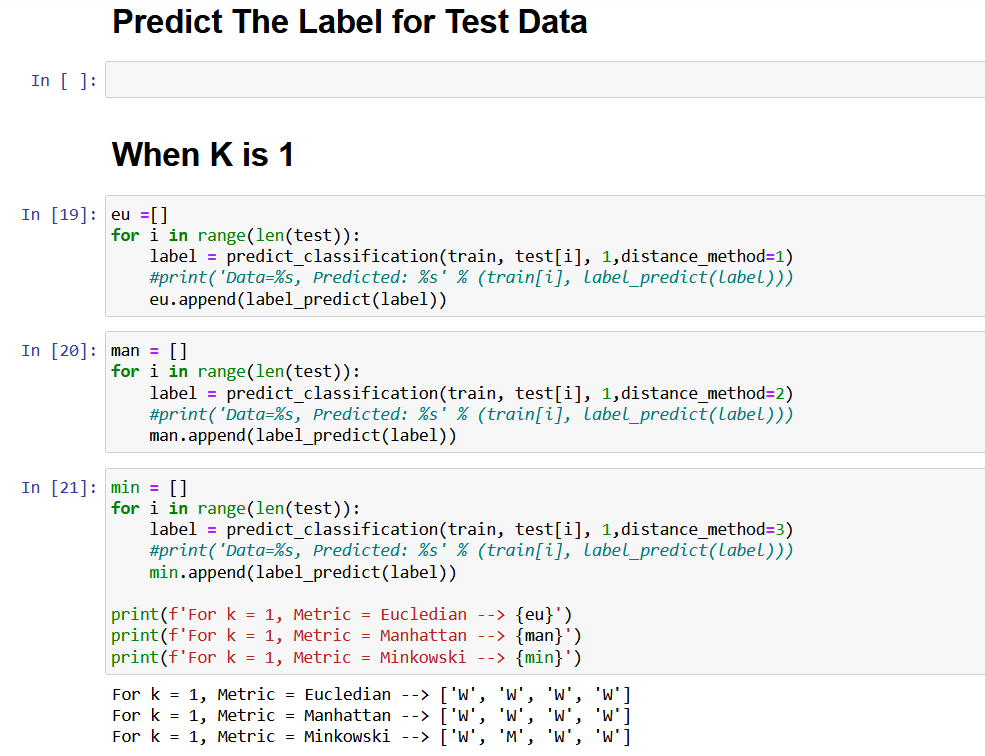 Predict The Label for Test Data
In [ ]:
When K is 1
In [19]: eu =[]
for i in range(len(test)):
    label = predict_classification(train, test[i], 1,distance_method=1)
    #print('Data=%s, Predicted: %s' % (train[i], label_predict(label)))
    eu.append(label_predict(label))
In [20]: man = []
for i in range(len(test)):
    label = predict_classification(train, test[i], 1,distance_method=2)
    #print('Data=%s, Predicted: %s' % (train[i], label_predict(label)))
    man.append(label_predict(label))
In [21]: min = []
for i in range(len(test)):
    label = predict_classification(train, test[i], 1,distance_method=3)
    #print('Data=%s, Predicted: %s' % (train[i], label_predict(label)))
    min.append(label_predict(label))
print(f'For k = 1, Metric = Eucledian --> {eu}')
print(f'For k = 1, Metric = Manhattan --> {man}')
print(f'For k = 1, Metric = Minkowski --> {min}')
For k = 1, Metric = Eucledian --> ['W', 'W', 'W', 'W']
For k = 1, Metric = Manhattan --> ['W', 'W', 'W', 'W']
For k = 1, Metric = Minkowski --> ['W', 'M', 'W', 'W']